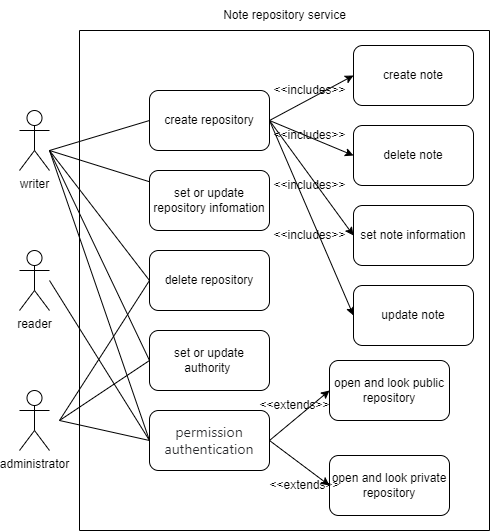 Note repository service
create note
<<includes>>
create repository
<<includes>>
delete note
writer
set or update
repository infomation
<<includes>>
set note information
<<includes>>
delete repository
update note
reader
set or update
authority
open and look public
repository
<<extends>>
permission
authentication
administrator
<<extends>>
open and look private
repository